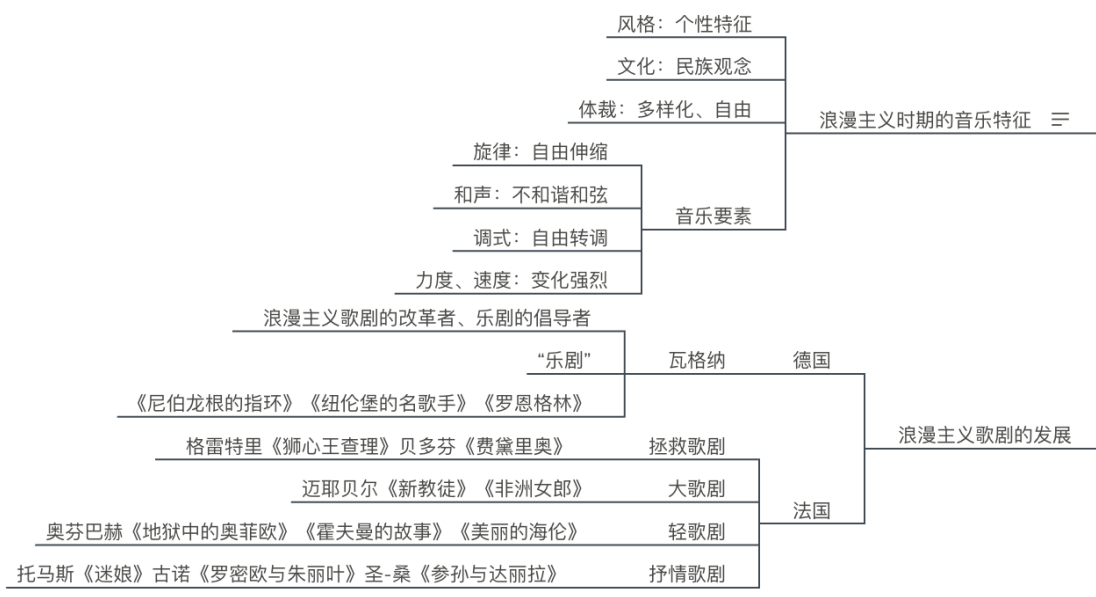 风格：个性特征
文化：民族观念
体裁：多样化、自由
浪漫主义时期的音乐特征
旋律：自由伸缩
和声：不和谐和弦
音乐要素
调式：自由转调
力度、速度：变化强烈
浪漫主义歌剧的改革者、乐剧的倡导者
“乐剧”
瓦格纳
德国
《尼伯龙根的指环》《纽伦堡的名歌手》《罗恩格林》
浪漫主义歌剧的发展
格雷特里《狮心王查理》贝多芬《费黛里奥》
拯救歌剧
迈耶贝尔《新教徒》《非洲女郎》
大歌剧
法国
奥芬巴赫《地狱中的奥菲欧》《霍夫曼的故事》《美丽的海伦》
轻歌剧
托马斯《迷娘》古诺《罗密欧与朱丽叶》圣-桑《参孙与达丽拉》
抒情歌剧